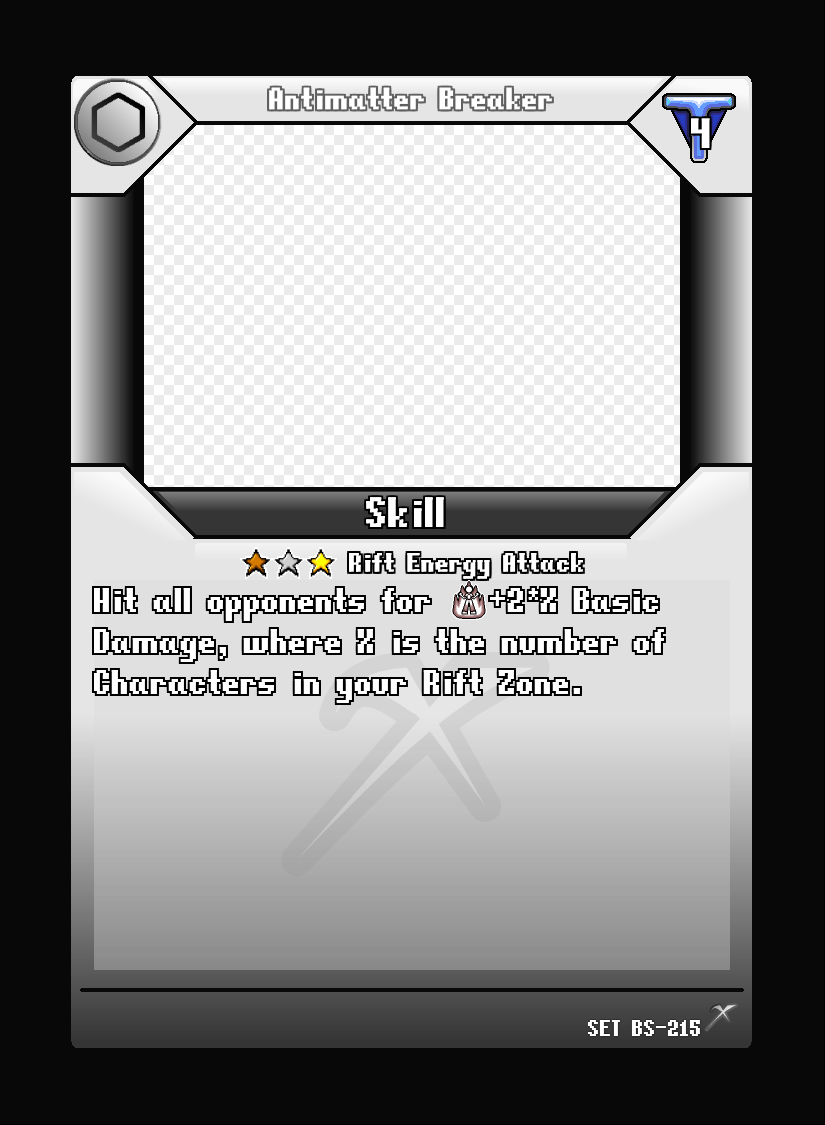 Antimatter Breaker
4
Skill
Rift Energy Attack
Hit all opponents for +2*X Basic
Damage, where X is the number of
Characters in your Rift Zone.
SET BS-215